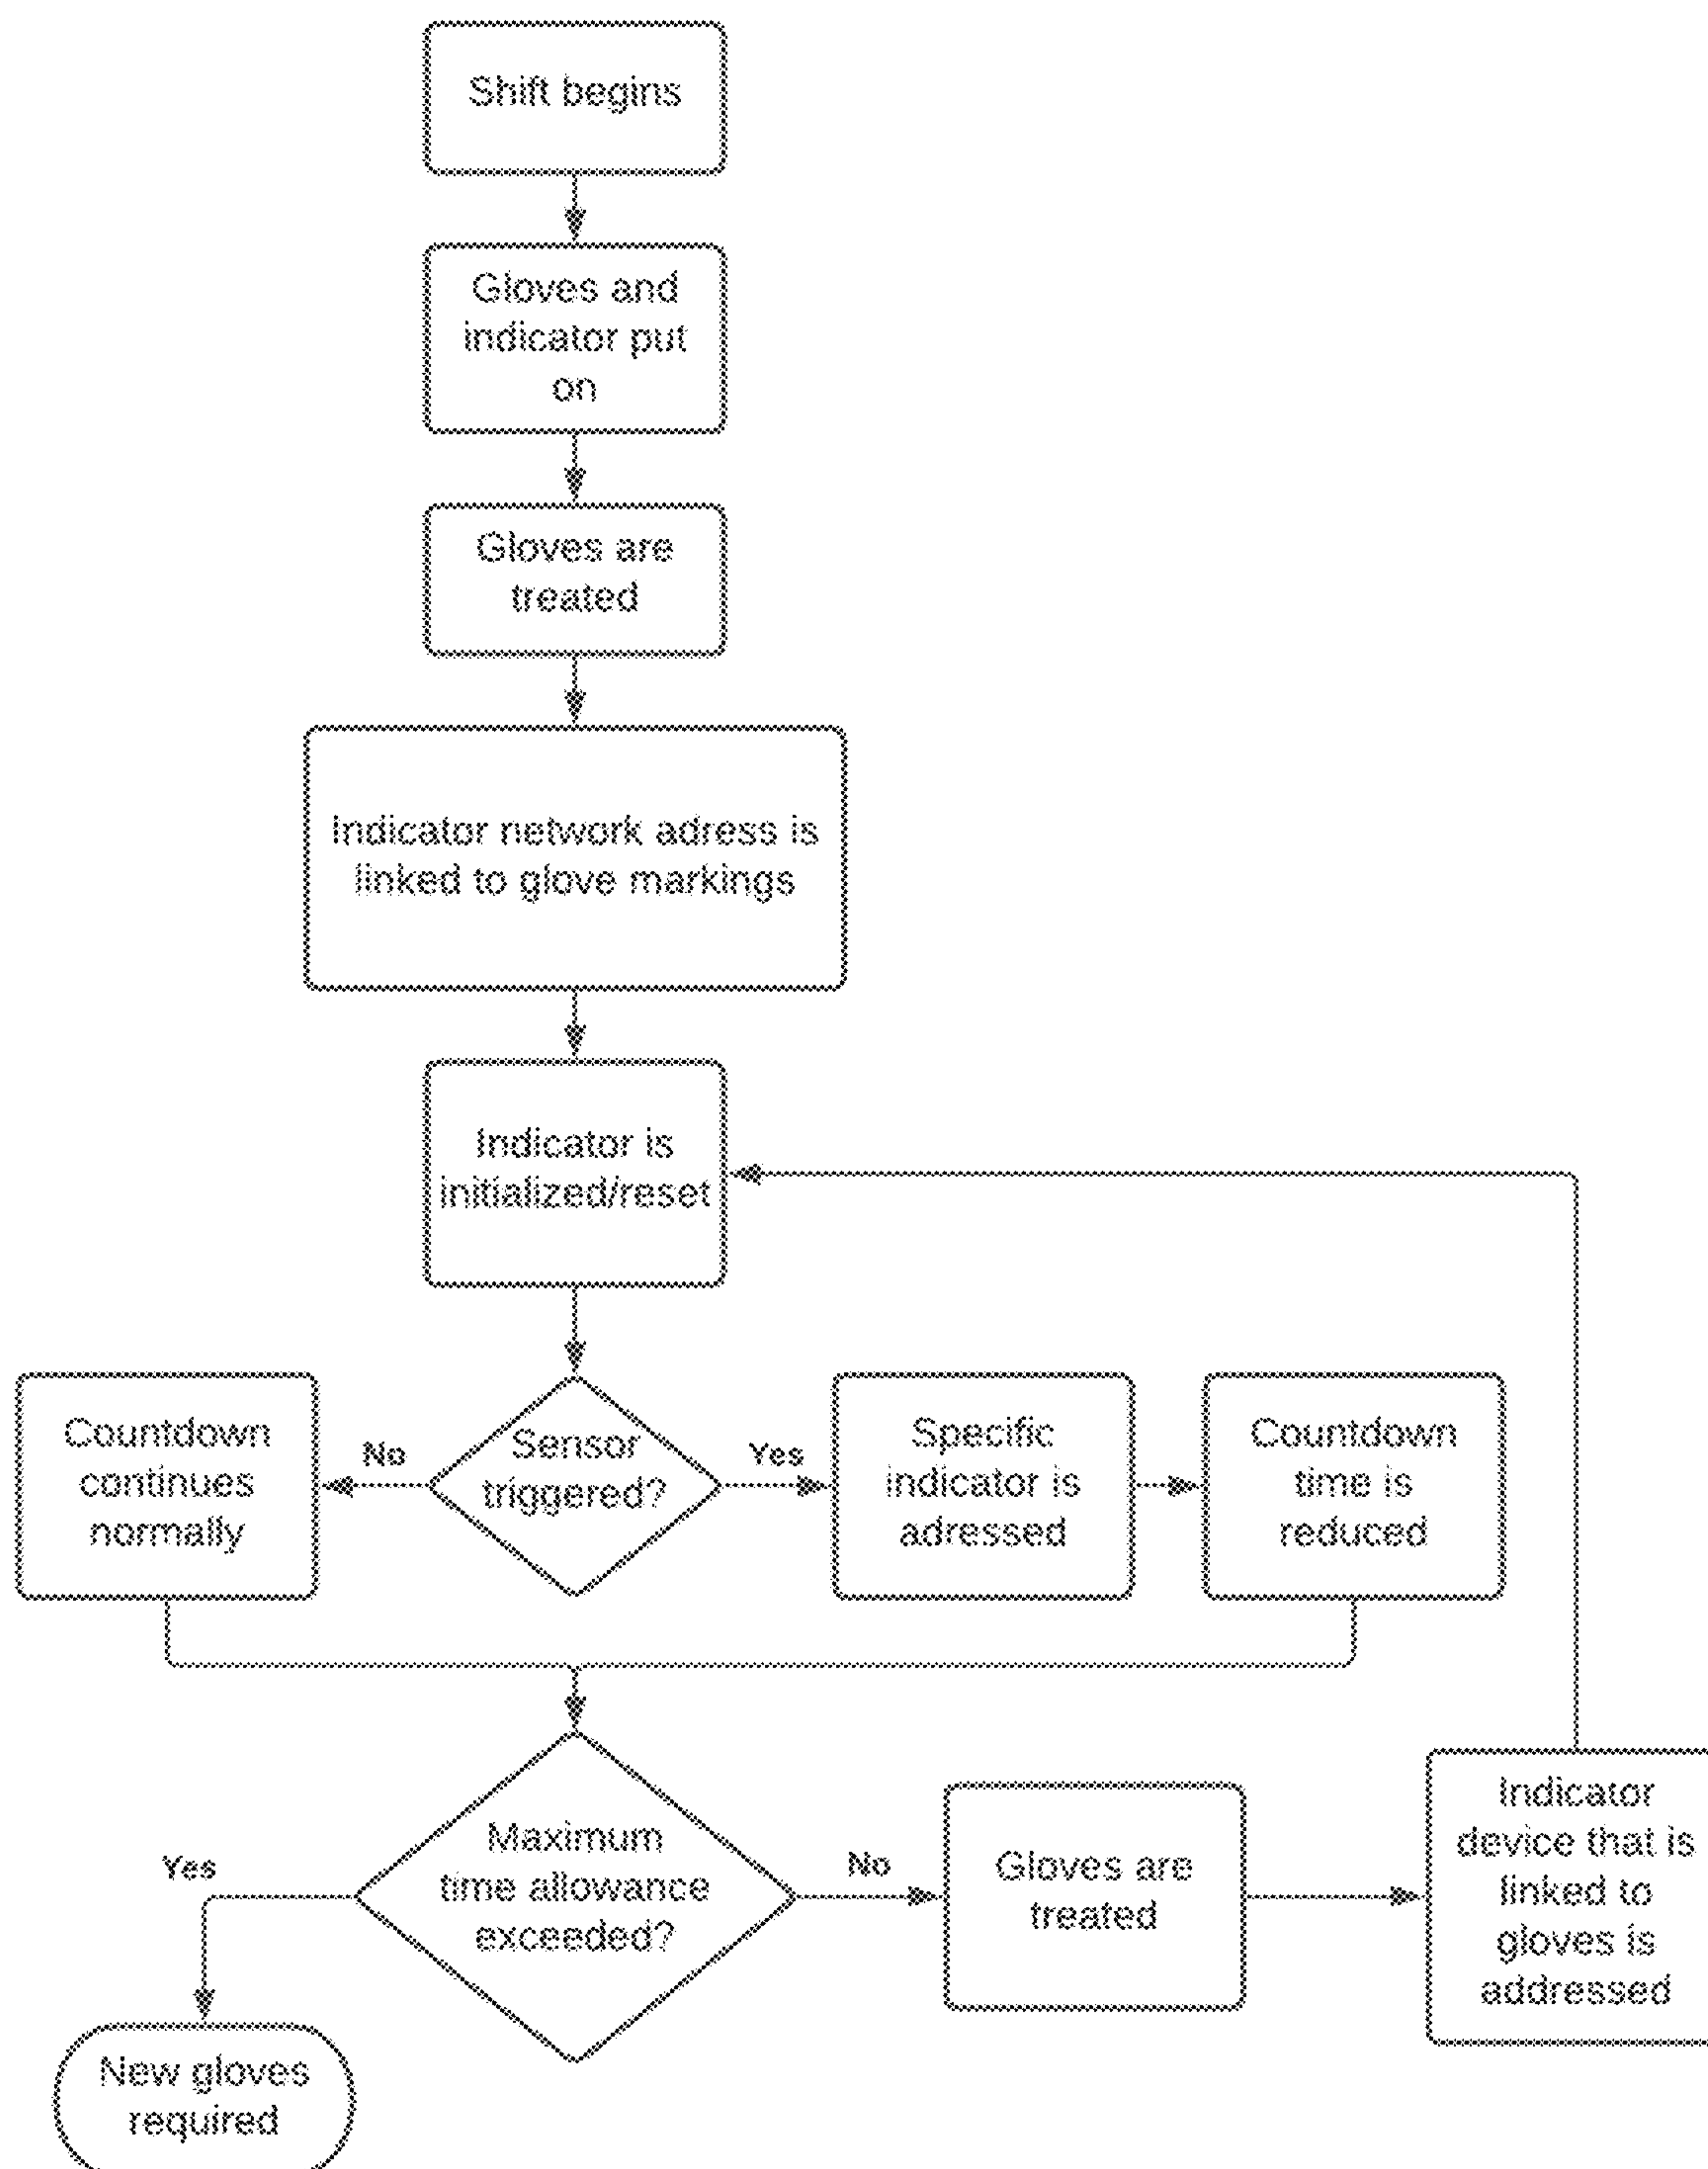 Shift begins
Gloves and
indicator put
on
Gloves are
treated
Indicator network adress is
linked to glove markings
Indicator is
initialized/reset
Countdown
continues
normally
No
Sensor
triggered?
Yes
Specific
indicator is
adressed
Countdown
time is
reduced
Yes
Maximum
time allowance
exceeded?
No
Gloves are
treated
Indicator
device that is
linked to
gloves is
addressed
New gloves
required